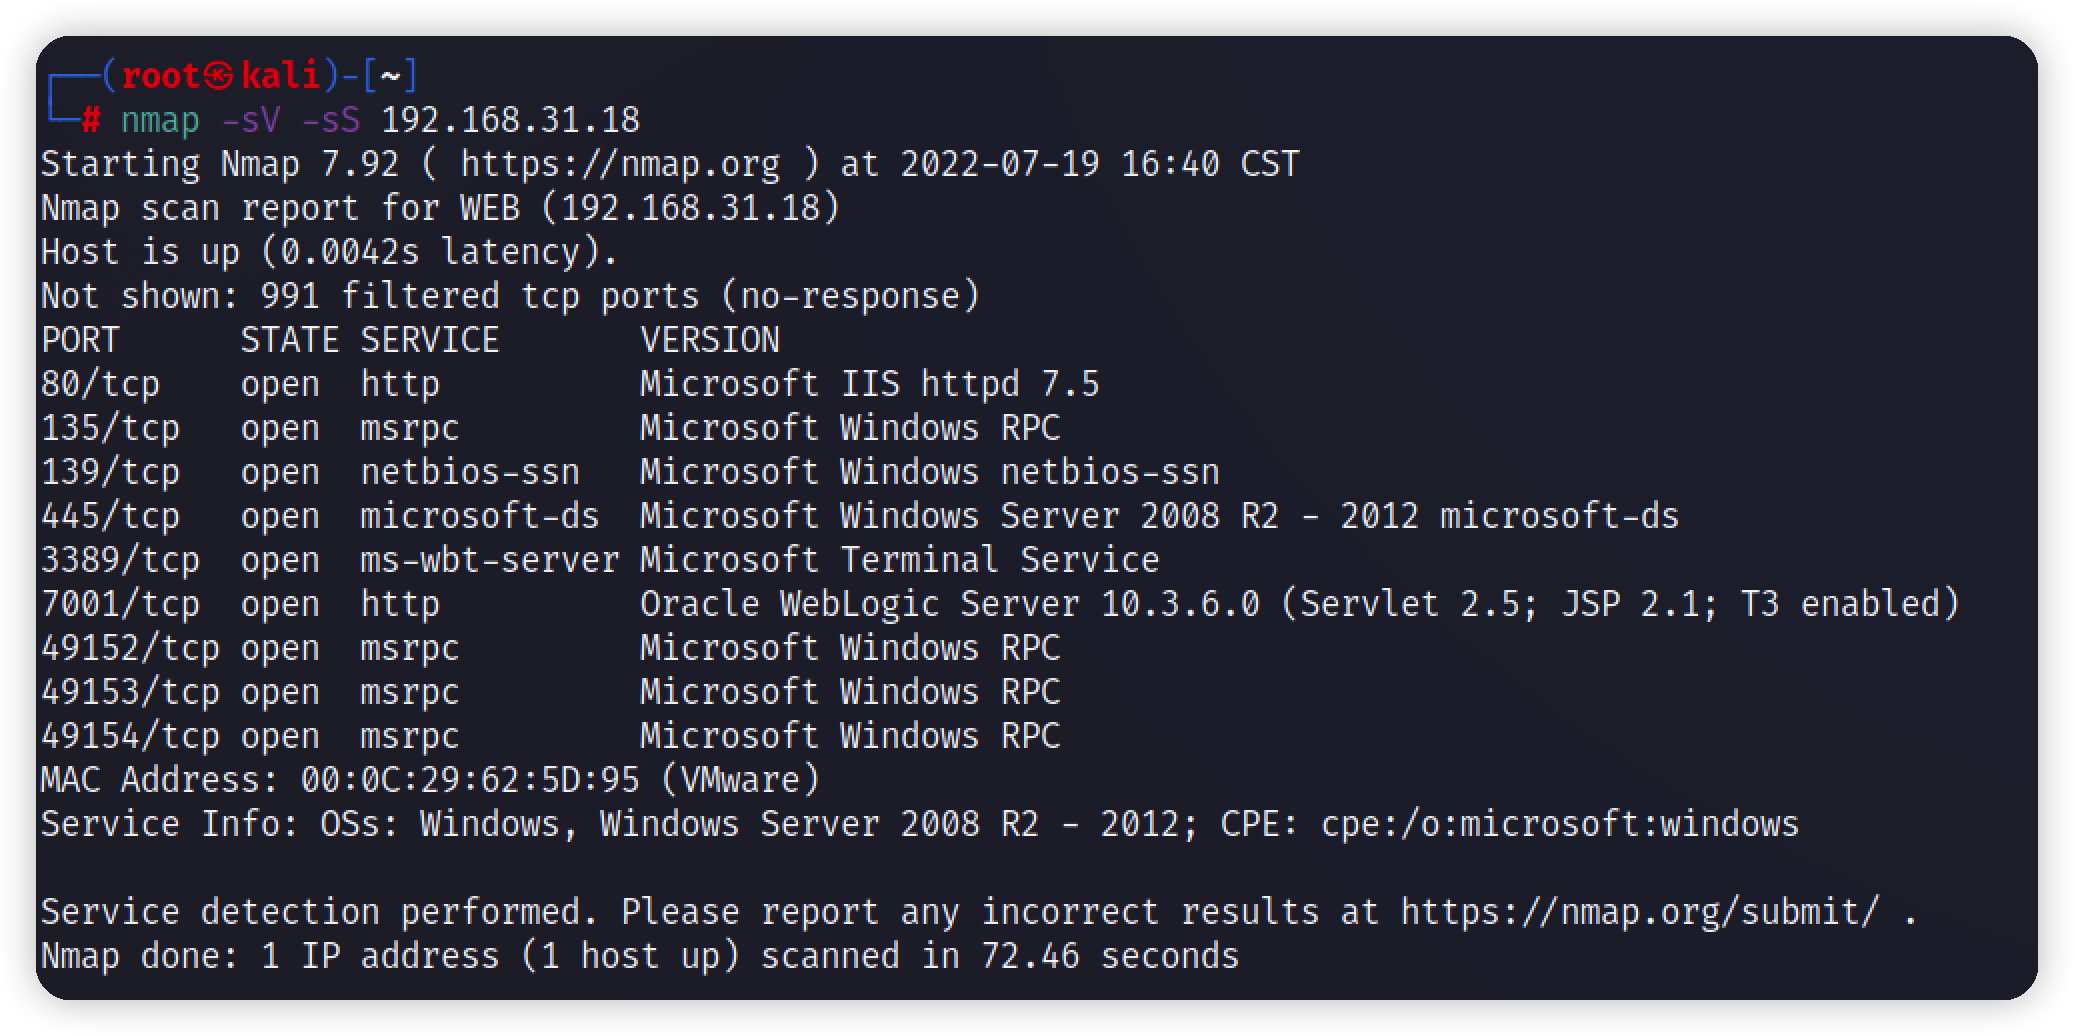 ┌──(root㉿kali)-[~]
└─# nmap -sV -sS 192.168.31.18
Starting Nmap 7.92 ( https://nmap.org ) at 2022-07-19 16:40 CST
Nmap scan report for WEB (192.168.31.18)
Host is up (0.0042s latency).
Not shown: 991 filtered tcp ports (no-response)
PORT      STATE SERVICE       VERSION
80/tcp    open  http          Microsoft IIS httpd 7.5
135/tcp   open  msrpc         Microsoft Windows RPC
139/tcp   open  netbios-ssn   Microsoft Windows netbios-ssn
445/tcp   open  microsoft-ds  Microsoft Windows Server 2008 R2 - 2012 microsoft-ds
3389/tcp  open  ms-wbt-server Microsoft Terminal Service
7001/tcp  open  http          Oracle WebLogic Server 10.3.6.0 (Servlet 2.5; JSP 2.1; T3 enabled)
49152/tcp open  msrpc         Microsoft Windows RPC
49153/tcp open  msrpc         Microsoft Windows RPC
49154/tcp open  msrpc         Microsoft Windows RPC
MAC Address: 00:0C:29:62:5D:95 (VMware)
Service Info: OSs: Windows, Windows Server 2008 R2 - 2012; CPE: cpe:/o:microsoft:windows
Service detection performed. Please report any incorrect results at https://nmap.org/submit/ .
Nmap done: 1 IP address (1 host up) scanned in 72.46 seconds